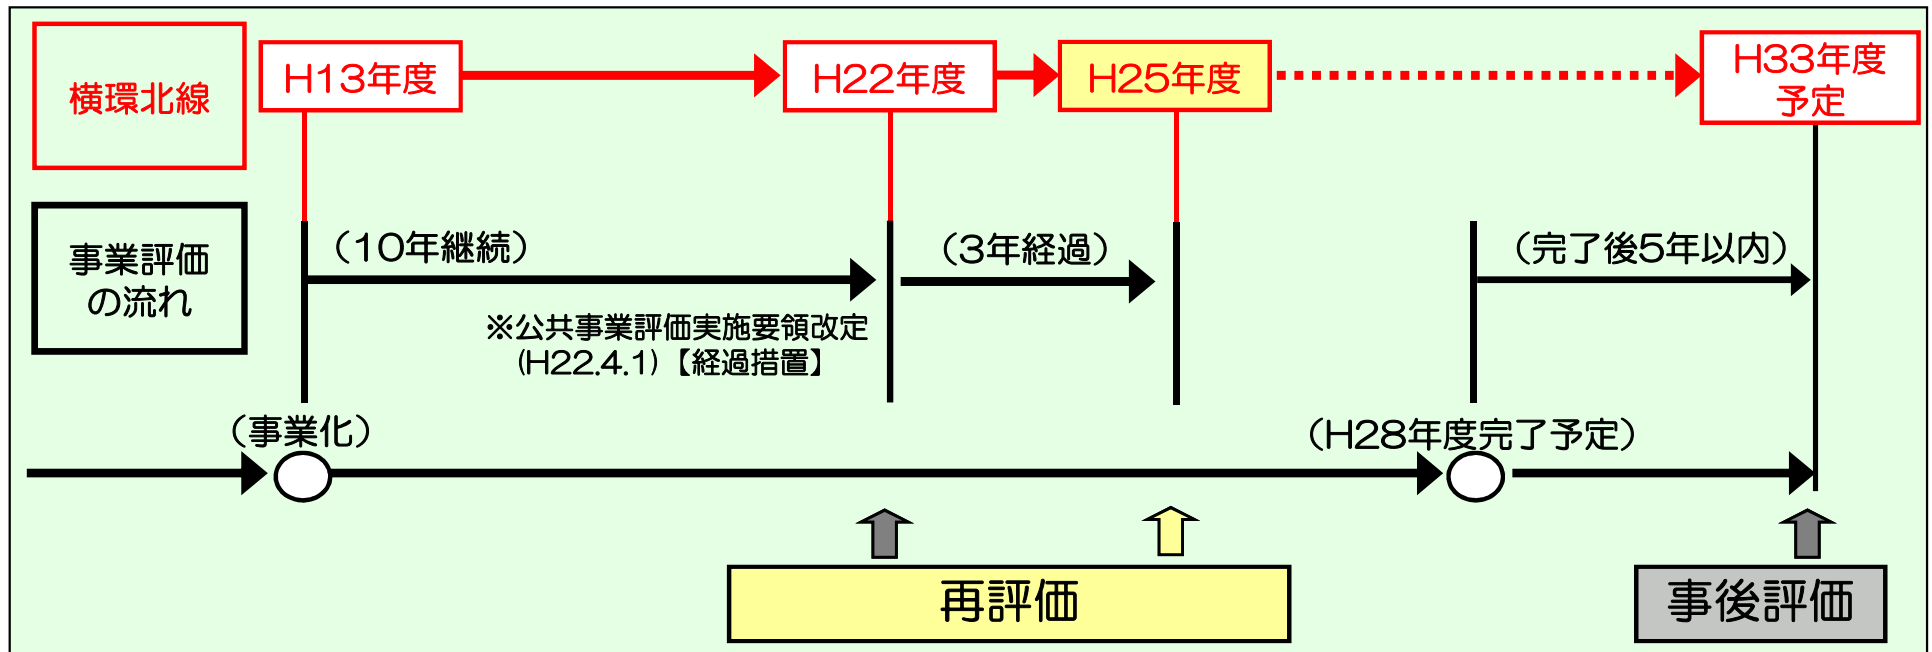 横環北線
H13年度
H22年度
H25年度
H33年度
予定
事業評価
の流れ
（10年継続）
（3年経過）
（完了後5年以内）
※公共事業評価実施要領改定
（H22.4.1）【経過措置】
（事業化）
（H28年度完了予定）
再評価
事後評価